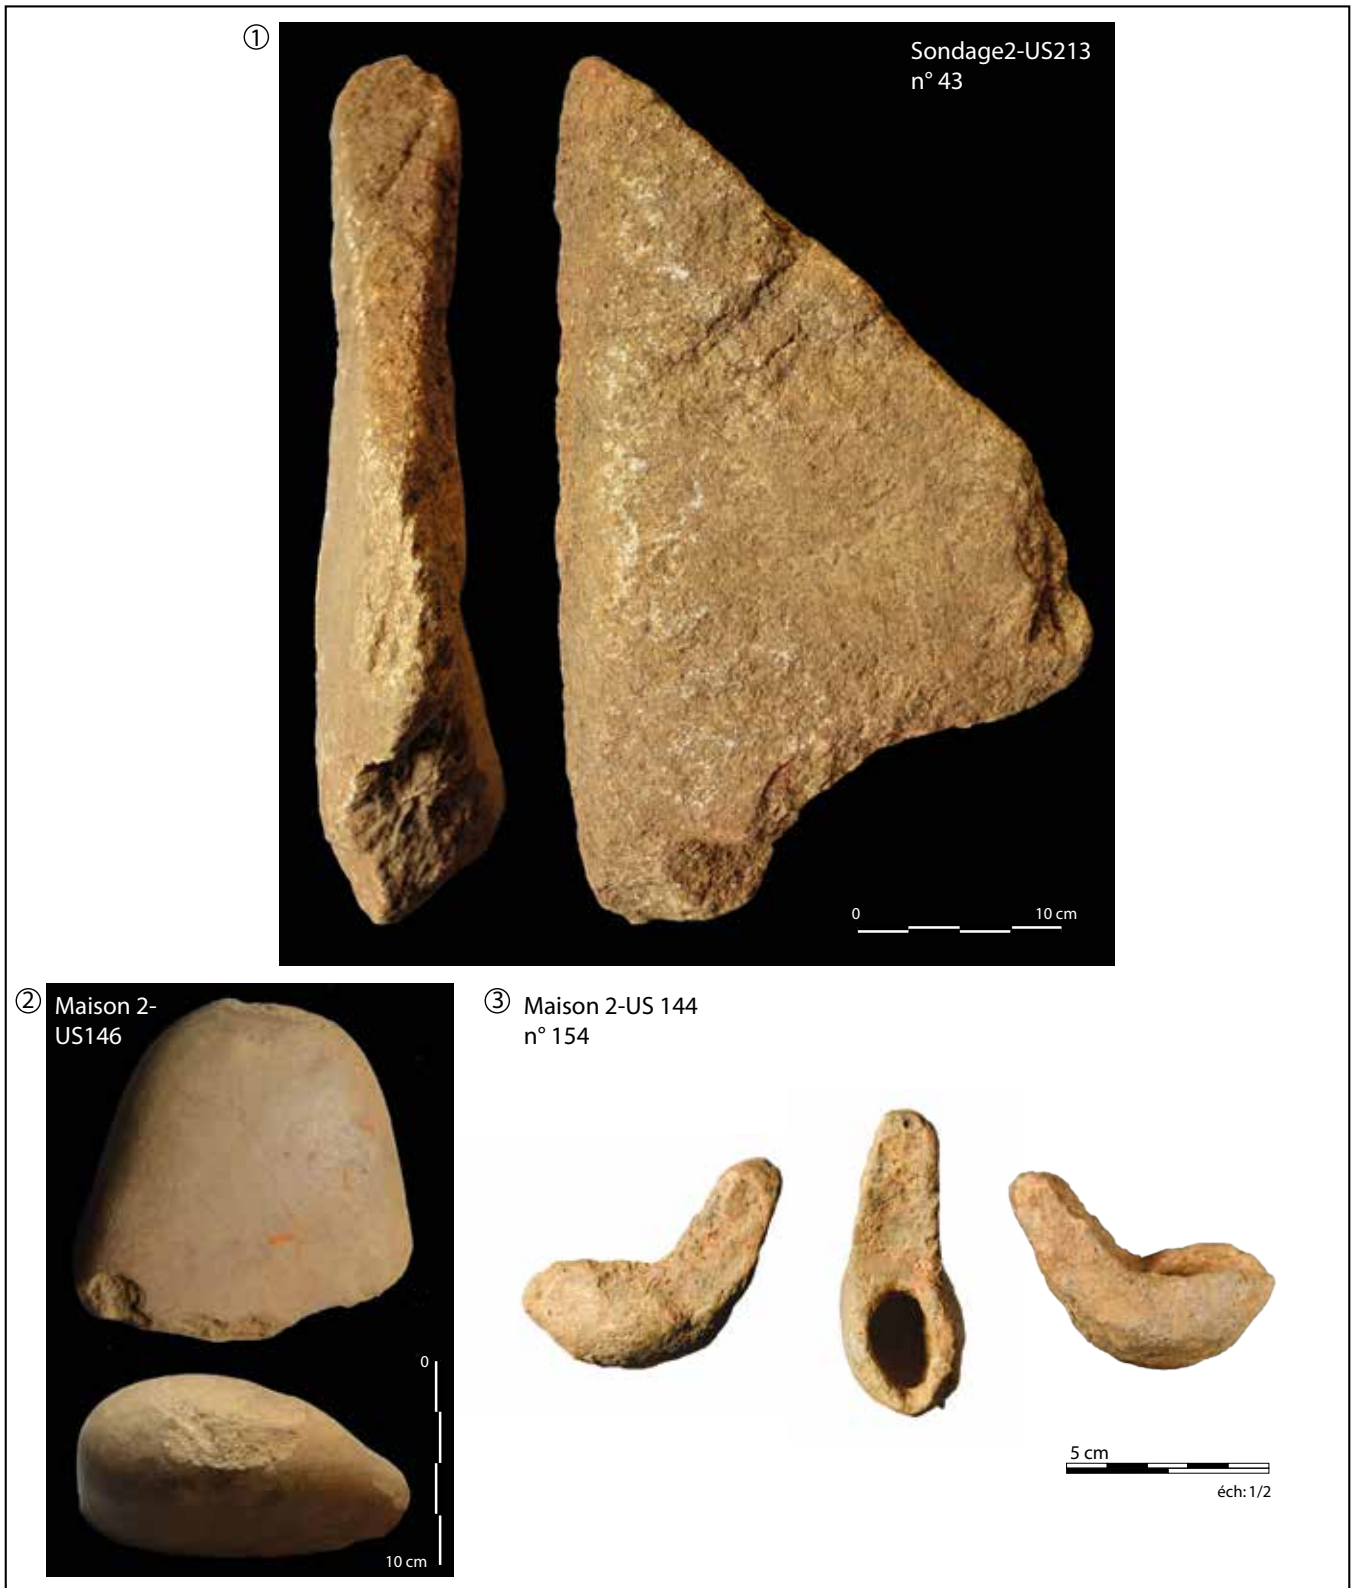 ①
Sondage2-US213
n° 43
0 10 cm
②
Maison 2-
US146
0
10 cm
③
Maison 2-US 144
n° 154
5 cm
éch: 1/2